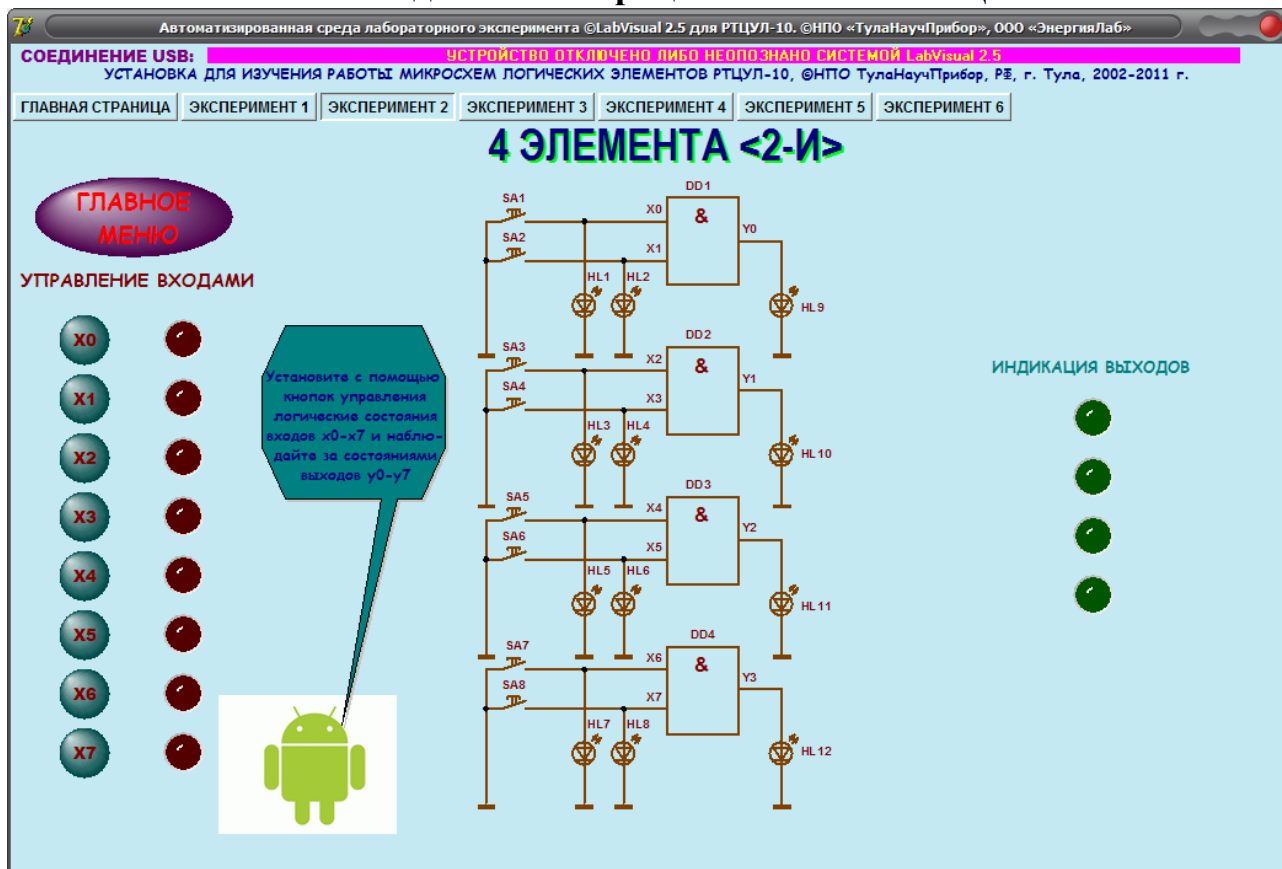 Автоматизированная среда лабораторного эксперимента ©LabVisual 2.5 для РТЦУЛ-10. ©НПО «ТулаНаучПрибор», ООО «ЭнергияЛаб»
СОЕДИНЕНИЕ USB: УСТРОЙСТВО ОТКЛЮЧЕНО ЛИБО НЕОПОЗНАНО СИСТЕМОЙ LabVisual 2.5
УСТАНОВКА ДЛЯ ИЗУЧЕНИЯ РАБОТЫ МИКРОСХЕМ ЛОГИЧЕСКИХ ЭЛЕМЕНТОВ РТЦУЛ-10, ©НПО ТулаНаучПрибор, РФ, г. Тула, 2002-2011 г.
ГЛАВНАЯ СТРАНИЦА ЭКСПЕРИМЕНТ 1 ЭКСПЕРИМЕНТ 2 ЭКСПЕРИМЕНТ 3 ЭКСПЕРИМЕНТ 4 ЭКСПЕРИМЕНТ 5 ЭКСПЕРИМЕНТ 6
4 ЭЛЕМЕНТА <2-И>
ГЛАВНОЕ
МЕНЮ
УПРАВЛЕНИЕ ВХОДАМИ
X0
X1
X2
X3
X4
X5
X6
X7
Установите с помощью
кнопок управления
логические состояния
входов х0-х7 и наблю-
дайте за состояниями
выходов у0-у7
SA1 X0 DD1
& Y0
SA2 X1
HL1 HL2 HL9
SA3 X2 DD2
& Y1
SA4 X3
HL3 HL4 HL10
SA5 X4 DD3
& Y2
SA6 X5
HL5 HL6 HL11
SA7 X6 DD4
& Y3
SA8 X7
HL7 HL8 HL12
ИНДИКАЦИЯ ВЫХОДОВ